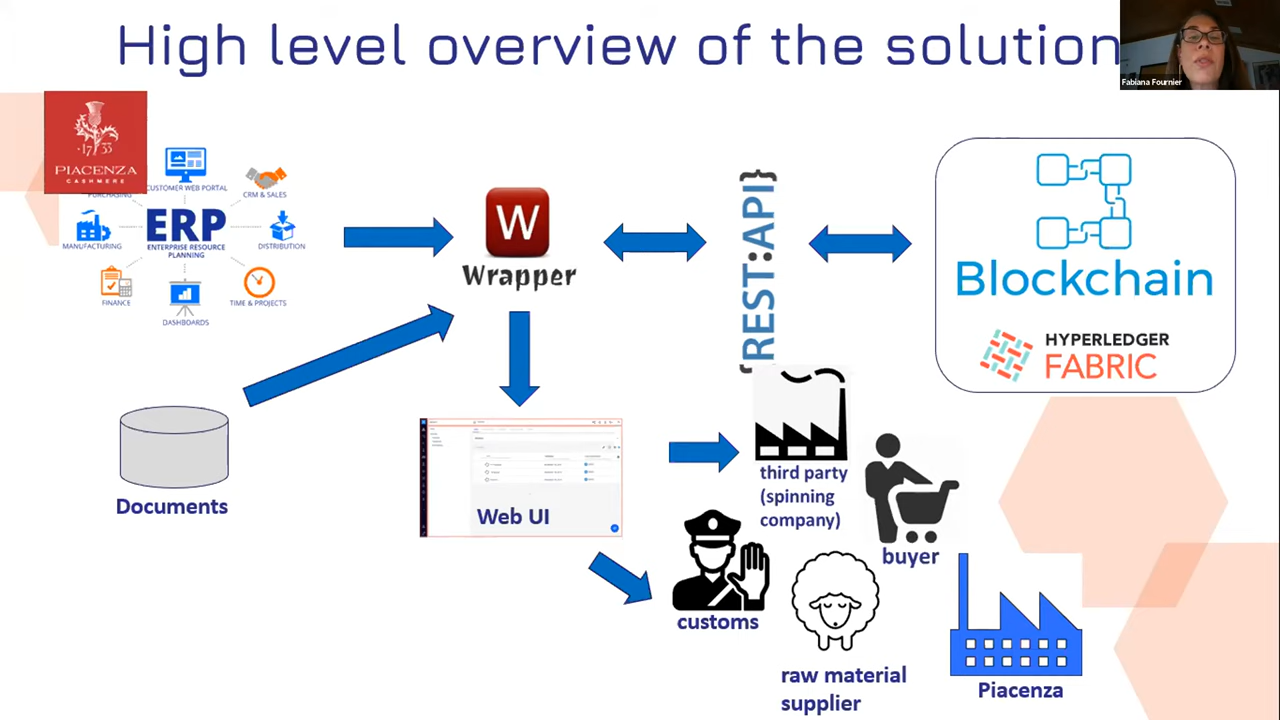 High level overview of the solution
Fabiana Fournier
1733
PIACENZA
CASHMERE
PURCHASING
CUSTOMER WEB PORTAL
CRM & SALES
MANUFACTURING
ERP
ENTERPRISE RESOURCE
PLANNING
DISTRIBUTION
FINANCE
DASHBOARDS
TIME & PROJECTS
W
Wrapper
{REST:API}
Blockchain
HYPERLEDGER
FABRIC
Documents
Web UI
third party
(spinning
company)
buyer
customs
raw material
supplier
Piacenza